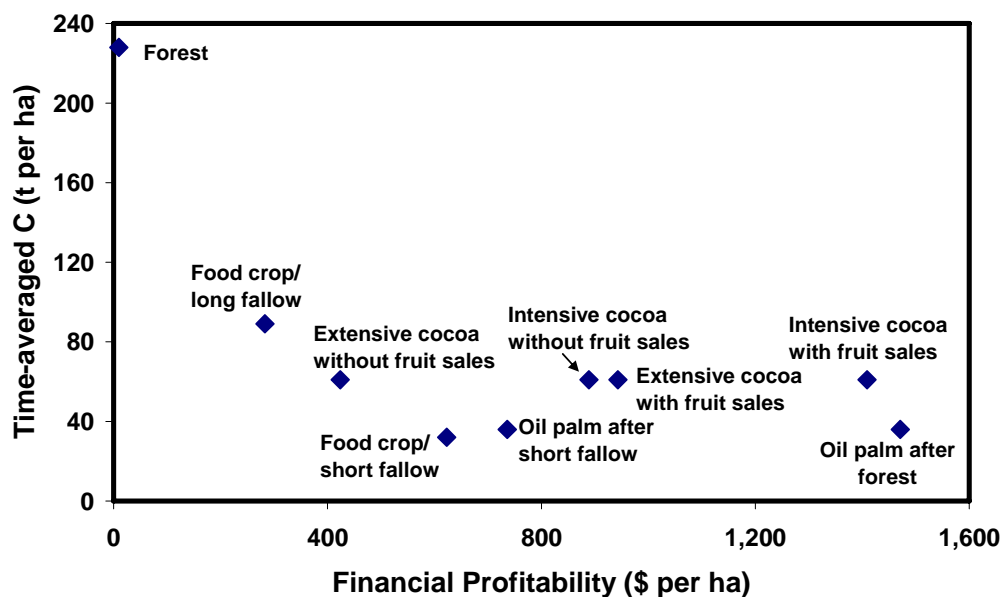 Time-averaged C (t per ha)
240
200
160
120
80
40
0
Forest
Food crop/
long fallow
Extensive cocoa
without fruit sales
Food crop/
short fallow
Oil palm after
short fallow
Intensive cocoa
without fruit sales
Extensive cocoa
with fruit sales
Intensive cocoa
with fruit sales
Oil palm after
forest
0
400
800
1,200
1,600
Financial Profitability ($ per ha)